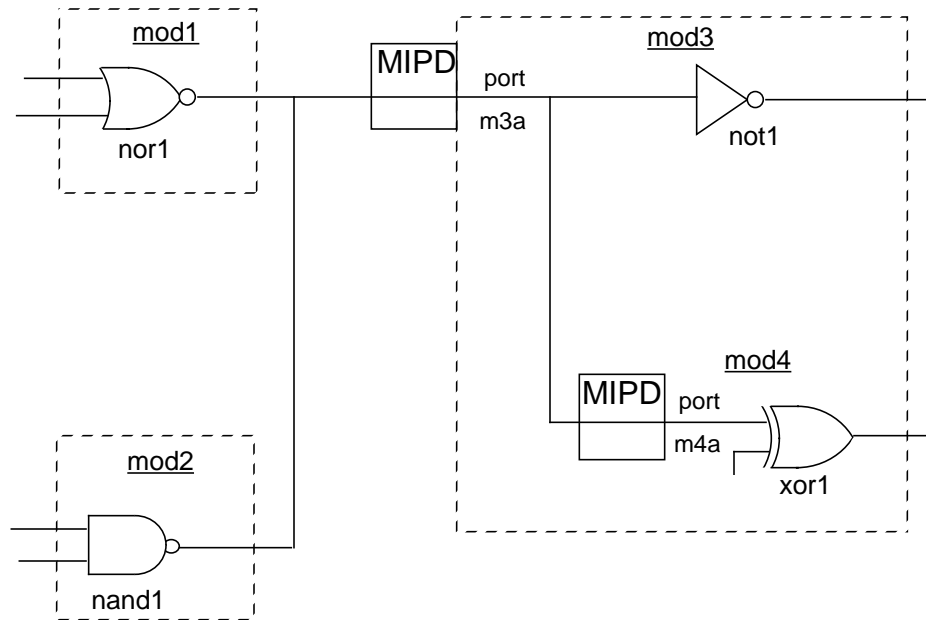 mod1
nor1
MIPD
port
m3a
mod3
not1
mod4
MIPD
port
m4a
xor1
mod2
nand1